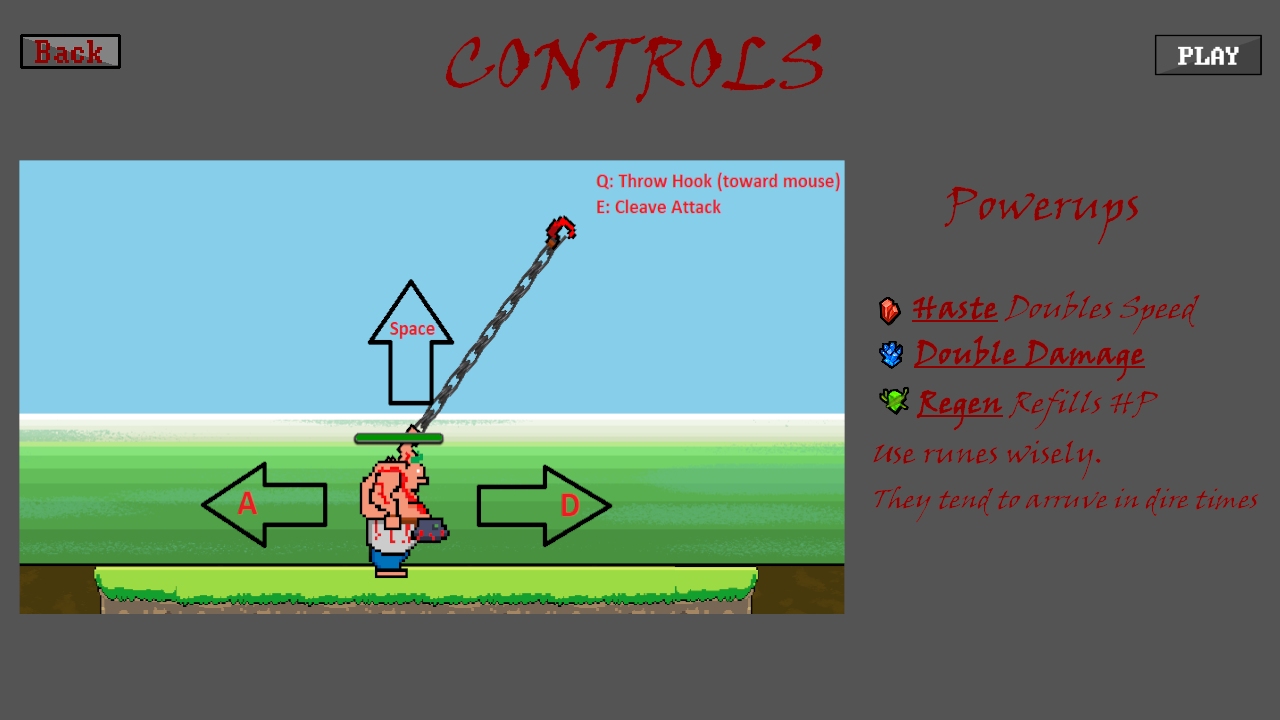 Back
CONTROLS
PLAY
Q: Throw Hook (toward mouse)
E: Cleave Attack
Space
A
D
Powerups
Haste Doubles Speed
Double Damage
Regen Refills HP
Use runes wisely.
They tend to arruve in dire times